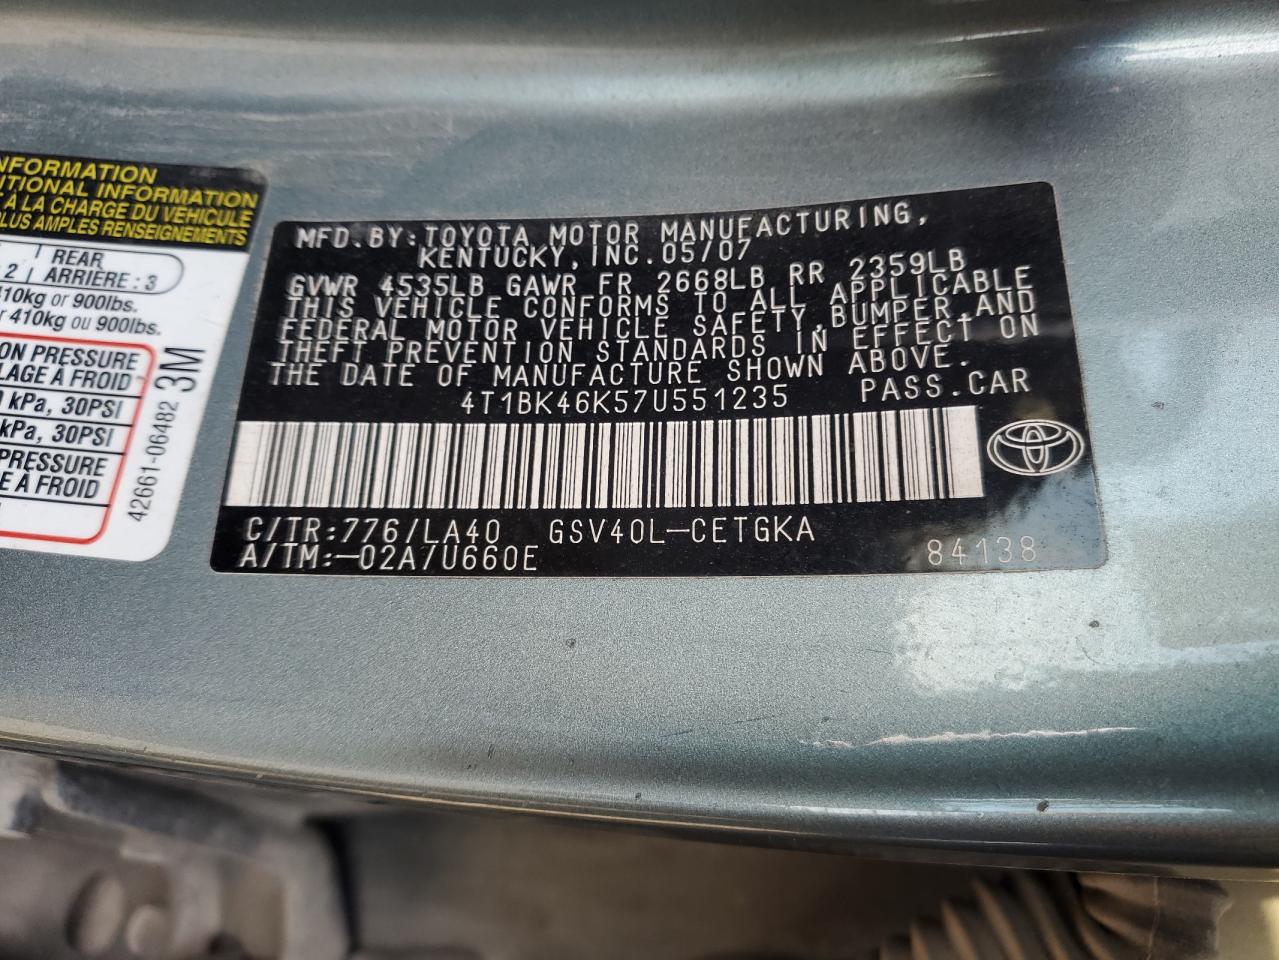 NFORMATION
ITIONAL INFORMATION
À LA CHARGE DU VÉHICULE
PLUS AMPLES RENSEIGNEMENTS
2 REAR
ARRIÈRE : 3
410kg or 900lbs.
r 410kg ou 900lbs.
ON PRESSURE
LAGE À FROID
kPa, 30PSI
kPa, 30PSI
PRESSURE
E À FROID
42661-06482 3M
MFD.BY:TOYOTA MOTOR MANUFACTURING,
KENTUCKY, INC. 05/07
GVWR 4535LB GAWR FR 2668LB RR 2359LB
THIS VEHICLE CONFORMS TO ALL APPLICABLE
FEDERAL MOTOR VEHICLE SAFETY, BUMPER, AND
THEFT PREVENTION STANDARDS IN EFFECT ON
THE DATE OF MANUFACTURE SHOWN ABOVE.
4T1BK46K57U551235 PASS.CAR
C/TR:776/LA40 GSV40L-CETGKA
A/TM:-02A/U660E 84138